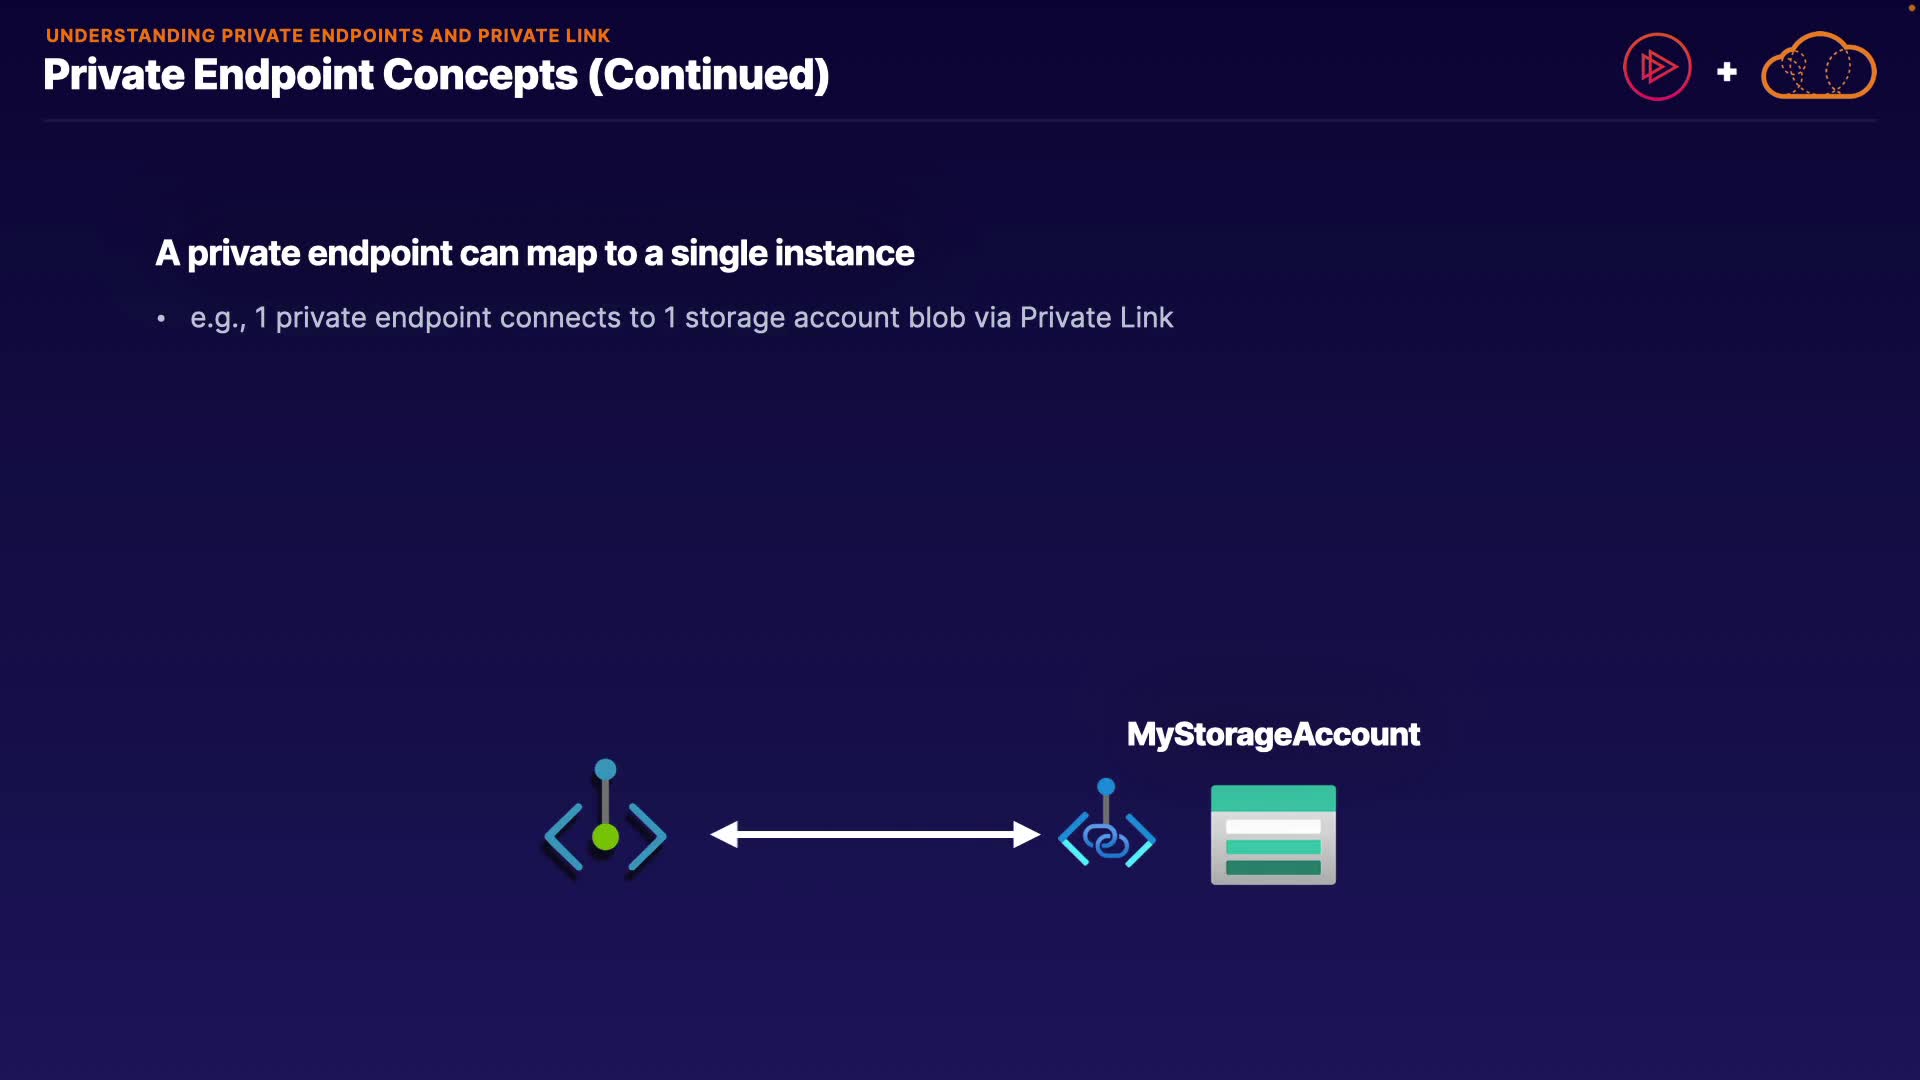 UNDERSTANDING PRIVATE ENDPOINTS AND PRIVATE LINK
Private Endpoint Concepts (Continued)
A private endpoint can map to a single instance
• e.g., 1 private endpoint connects to 1 storage account blob via Private Link
MyStorageAccount